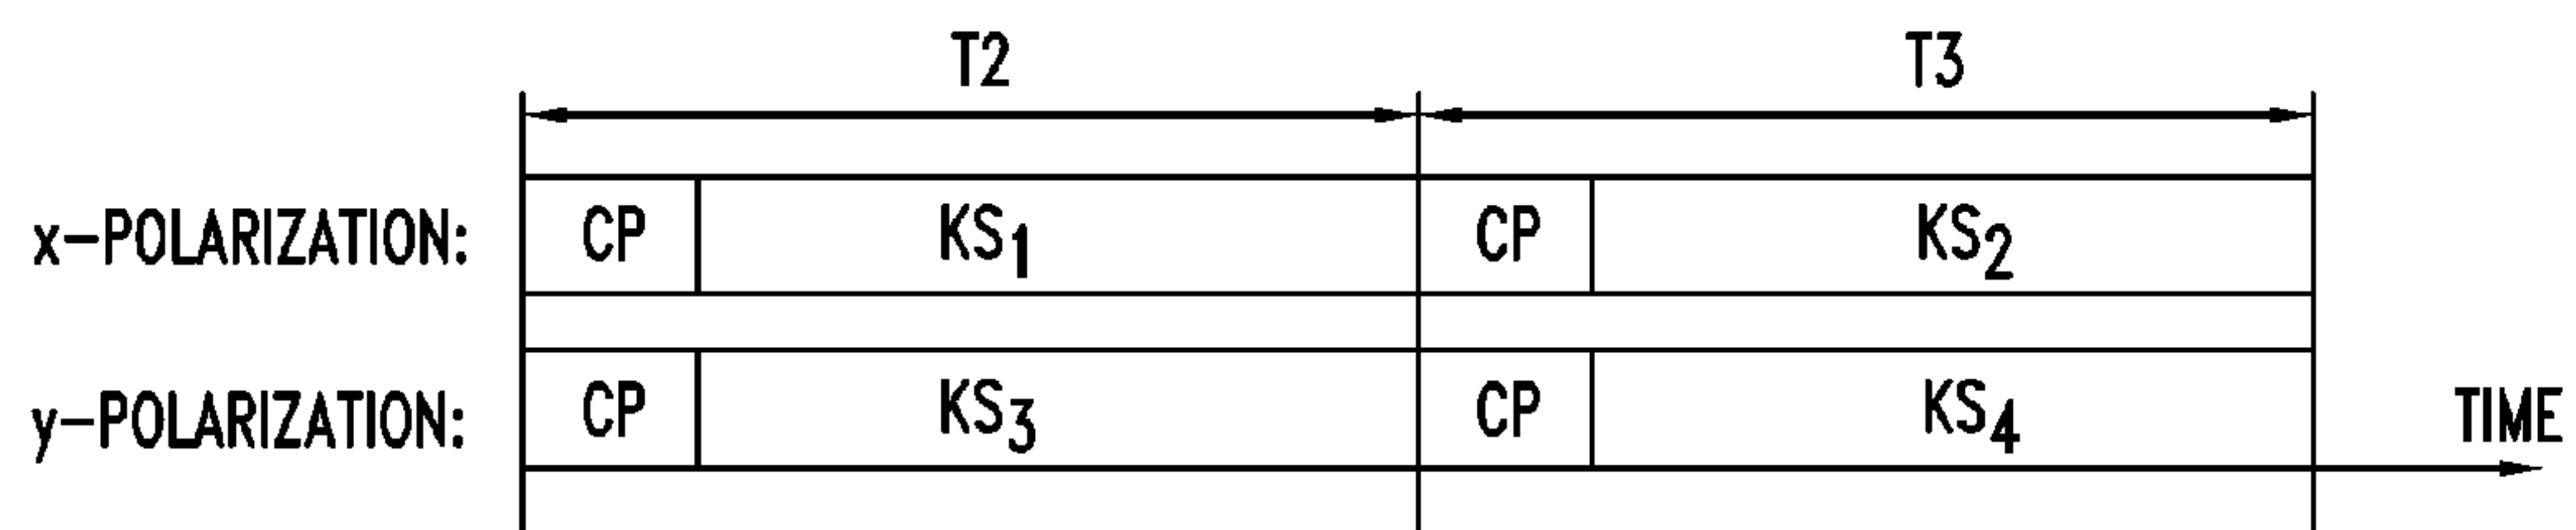 T2 T3
x-POLARIZATION: CP KS1 CP KS2
y-POLARIZATION: CP KS3 CP KS4 TIME